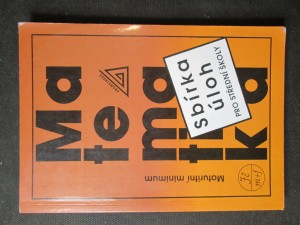 Ma
te
ma
ti
ka
sbírka
úloh
PRO STŘEDNÍ ŠKOLY
Maturitní minimum